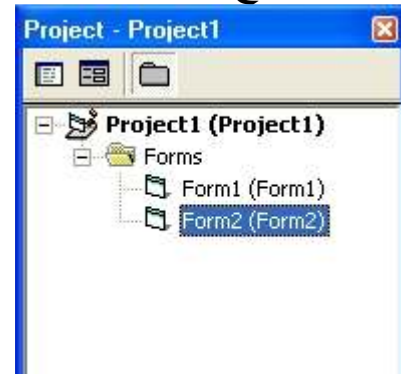 Project - Project1
Project1 (Project1)
Forms
Form1 (Form1)
Form2 (Form2)